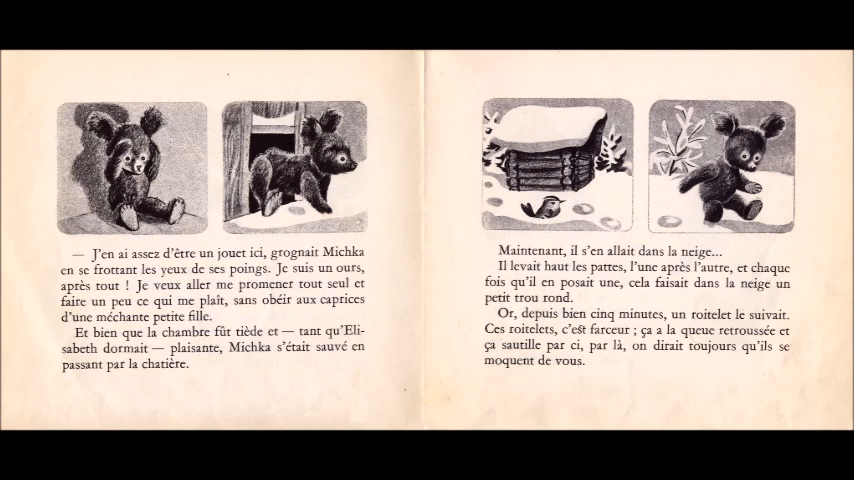 — J'en ai assez d'être un jouet ici, grognait Michka
en se frottant les yeux de ses poings. Je suis un ours,
après tout ! Je veux aller me promener tout seul et
faire un peu ce qui me plaît, sans obéir aux caprices
d'une méchante petite fille.
Et bien que la chambre fût tiède et — tant qu'Eli-
sabeth dormait — plaisante, Michka s'était sauvé en
passant par la chatière.
Maintenant, il s'en allait dans la neige...
Il levait haut les pattes, l'une après l'autre, et chaque
fois qu'il en posait une, cela faisait dans la neige un
petit trou rond.
Or, depuis bien cinq minutes, un roitelet le suivait.
Ces roitelets, c'est farceur ; ça a la queue retroussée et
ça sautille par ci, par là, on dirait toujours qu'ils se
moquent de vous.